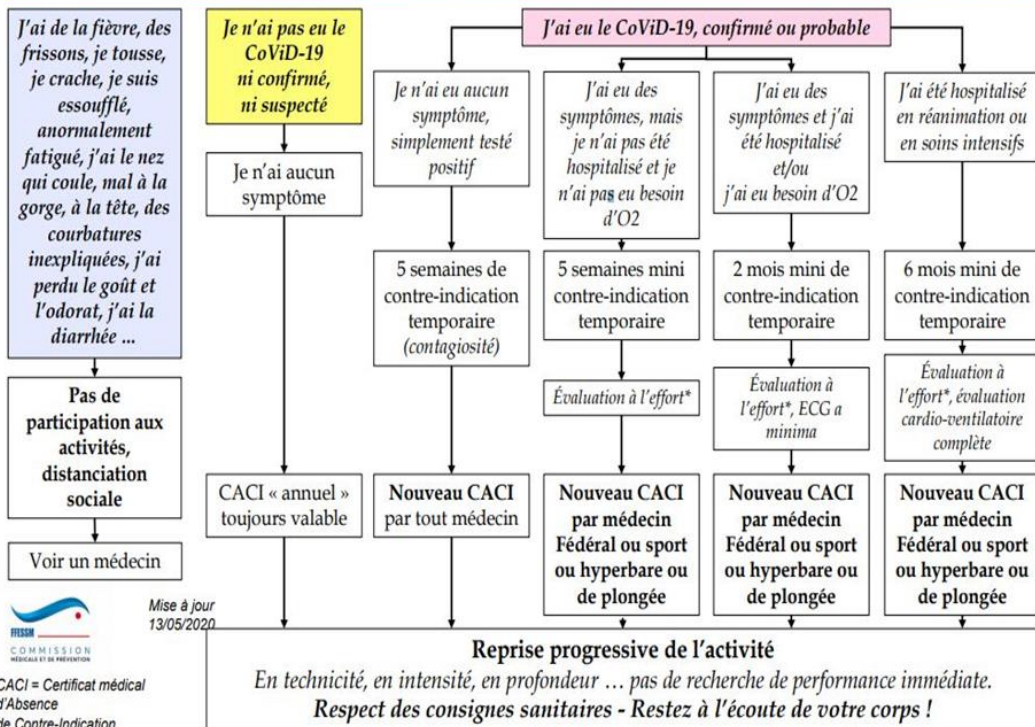 J'ai de la fièvre, des
frissons, je tousse,
je crache, je suis
essoufflé,
anormalement
fatigué, j'ai le nez
qui coule, mal à la
gorge, à la tête, des
courbatures
inexpliquées, j'ai
perdu le goût et
l'odorat, j'ai la
diarrhée ...
Pas de
participation aux
activités,
distanciation
sociale
Voir un médecin
Je n'ai pas eu le
CoViD-19
ni confirmé,
ni suspecté
Je n'ai aucun
symptôme
CACI « annuel »
toujours valable
J'ai eu le CoViD-19, confirmé ou probable
Je n'ai eu aucun
symptôme,
simplement testé
positif
5 semaines de
contre-indication
temporaire
(contagiosité)
Nouveau CACI
par tout médecin
J'ai eu des
symptômes, mais
je n'ai pas été
hospitalisé et je
n'ai pas eu besoin
d'O2
5 semaines mini
contre-indication
temporaire
Évaluation à l'effort*
Nouveau CACI
par médecin
Fédéral ou sport
ou hyperbare ou
de plongée
J'ai eu des
symptômes et j'ai
été hospitalisé
et/ou
j'ai eu besoin d'O2
2 mois mini de
contre-indication
temporaire
Évaluation à
l'effort*, ECG a
minima
Nouveau CACI
par médecin
Fédéral ou sport
ou hyperbare ou
de plongée
J'ai été hospitalisé
en réanimation ou
en soins intensifs
6 mois mini de
contre-indication
temporaire
Évaluation à
l'effort*, évaluation
cardio-ventilatoire
complète
Nouveau CACI
par médecin
Fédéral ou sport
ou hyperbare ou
de plongée
FFESSM
COMMISSION
MÉDICALE ET DE PRÉVENTION
Mise à jour
13/05/2020
CACI = Certificat médical
d'Absence
de Contre-Indication
Reprise progressive de l'activité
En technicité, en intensité, en profondeur ... pas de recherche de performance immédiate.
Respect des consignes sanitaires - Restez à l'écoute de votre corps !